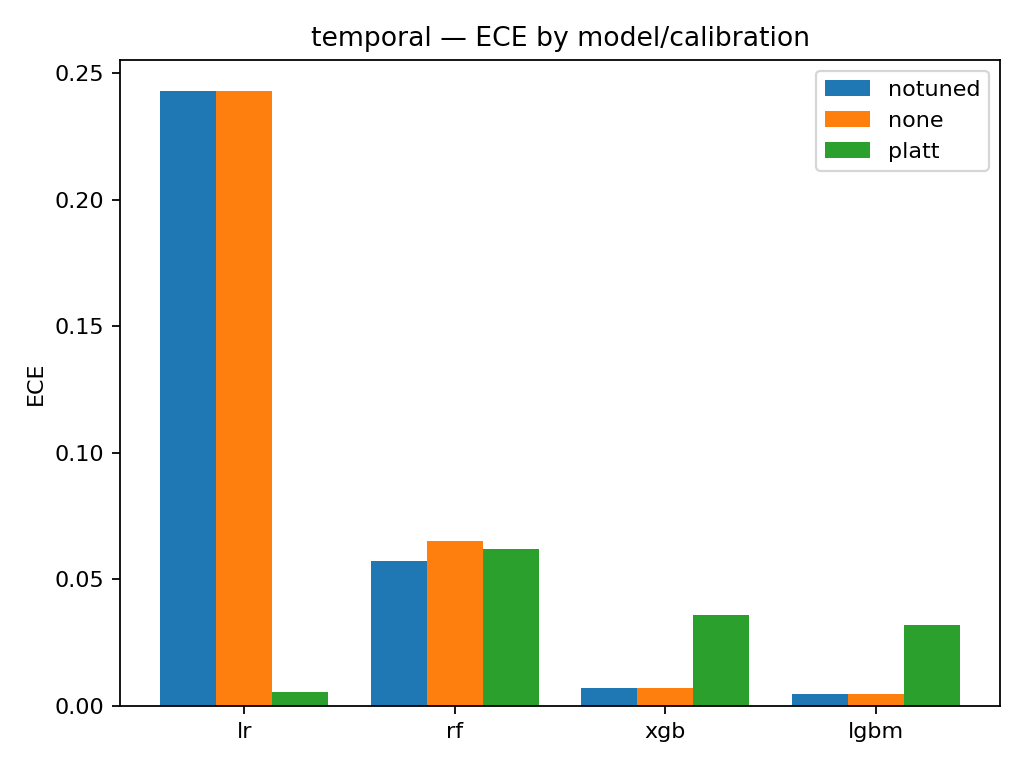 temporal — ECE by model/calibration
notuned
none
platt
0.25
0.20
0.15
0.10
0.05
0.00
ECE
lr
rf
xgb
lgbm